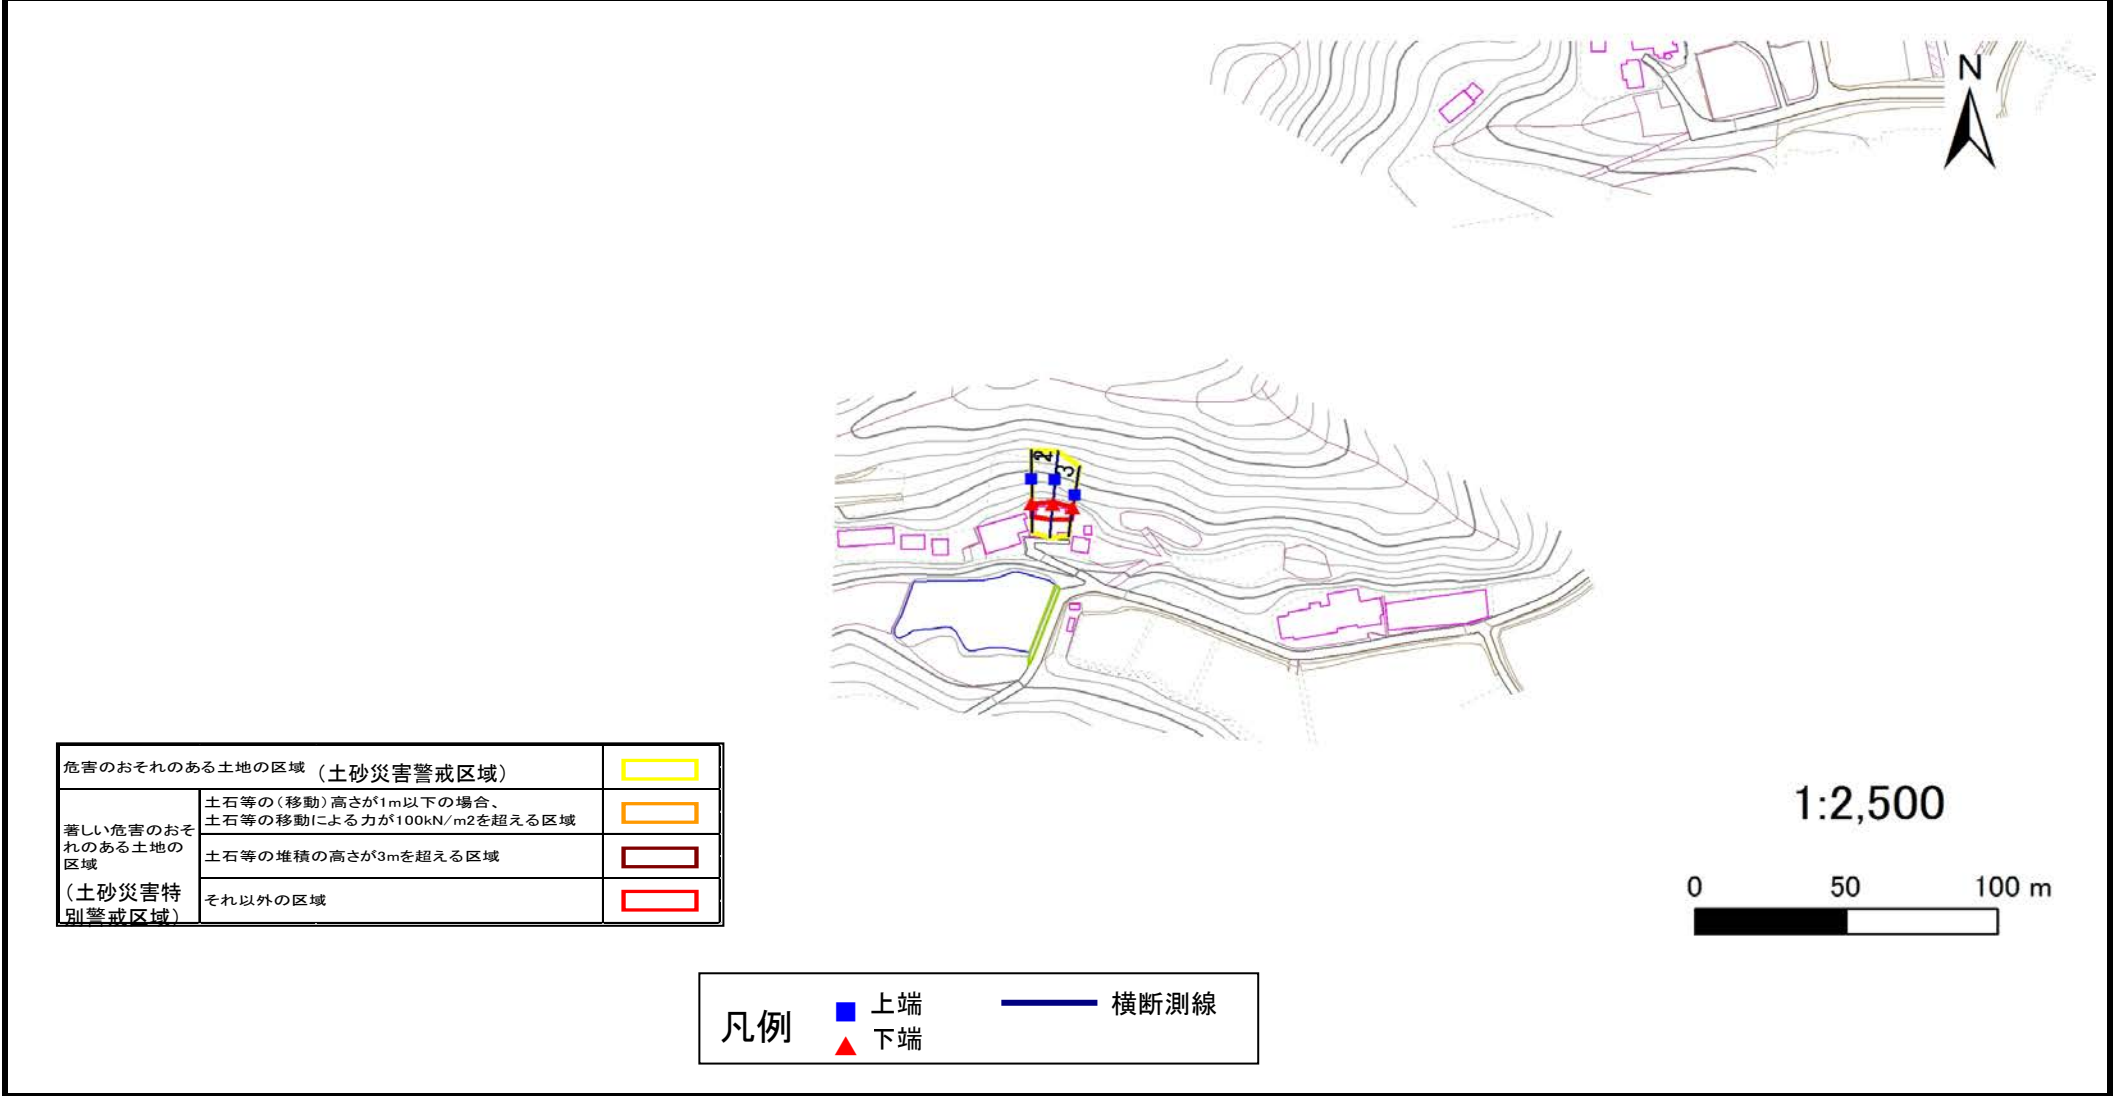 N
2
3
危害のおそれのある土地の区域 (土砂災害警戒区域)
著しい危害のおそ
れのある土地の
区域
(土砂災害特
別警戒区域)
土石等の(移動)高さが1m以下の場合、
土石等の移動による力が100kN/m2を超える区域
土石等の堆積の高さが3mを超える区域
それ以外の区域
1:2,500
0 50 100 m
凡例
上端
下端
横断測線